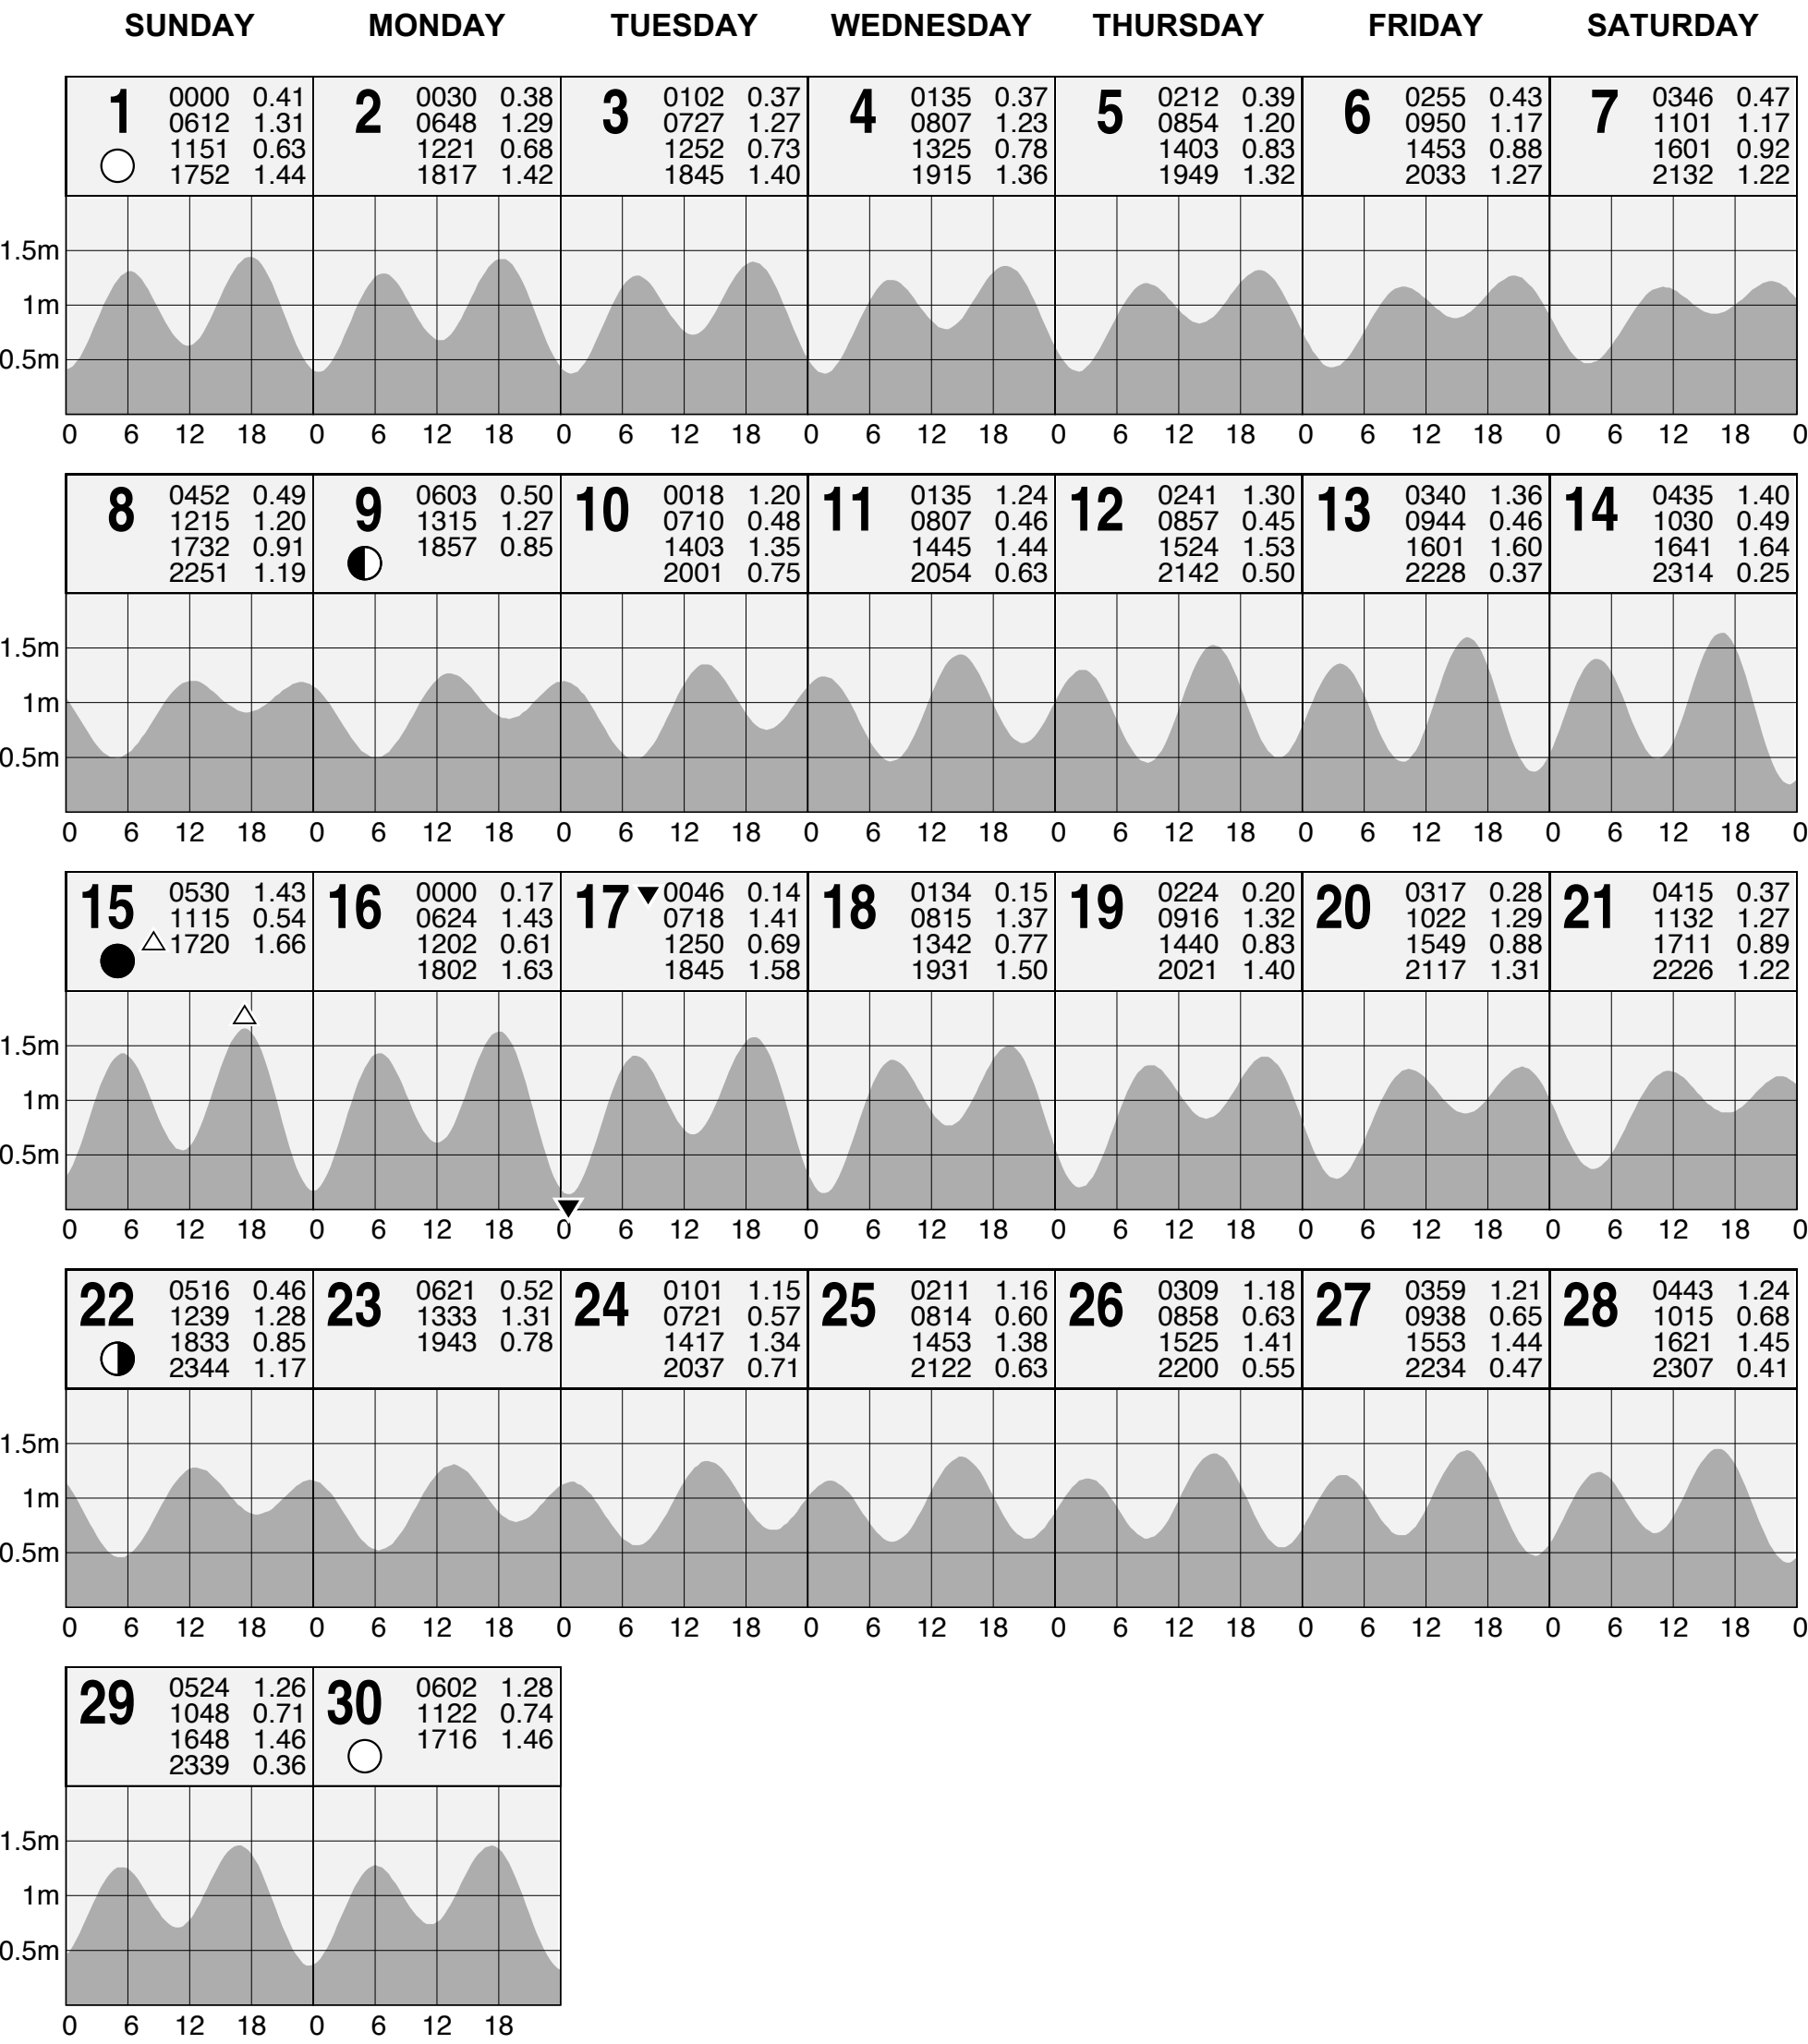 SUNDAY MONDAY TUESDAY WEDNESDAY THURSDAY FRIDAY SATURDAY
1 0000 0.41 2 0030 0.38 3 0102 0.37 4 0135 0.37 5 0212 0.39 6 0255 0.43 7 0346 0.47
0612 1.31 0648 1.29 0727 1.27 0807 1.23 0854 1.20 0950 1.17 1101 1.17
1151 0.63 1221 0.68 1252 0.73 1325 0.78 1403 0.83 1453 0.88 1601 0.92
1752 1.44 1817 1.42 1845 1.40 1915 1.36 1949 1.32 2033 1.27 2132 1.22
1.5m
1m
0.5m
0 6 12 18 0 6 12 18 0 6 12 18 0 6 12 18 0 6 12 18 0 6 12 18 0 6 12 18 0
8 0452 0.49 9 0603 0.50 10 0018 1.20 11 0135 1.24 12 0241 1.30 13 0340 1.36 14 0435 1.40
1215 1.20 1315 1.27 0710 0.48 0807 0.46 0857 0.45 0944 0.46 1030 0.49
1732 0.91 1857 0.85 1403 1.35 1445 1.44 1524 1.53 1601 1.60 1641 1.64
2251 1.19 2001 0.75 2054 0.63 2142 0.50 2228 0.37 2314 0.25
1.5m
1m
0.5m
0 6 12 18 0 6 12 18 0 6 12 18 0 6 12 18 0 6 12 18 0 6 12 18 0 6 12 18 0
15 0530 1.43 16 0000 0.17 17 0046 0.14 18 0134 0.15 19 0224 0.20 20 0317 0.28 21 0415 0.37
1115 0.54 0624 1.43 0718 1.41 0815 1.37 0916 1.32 1022 1.29 1132 1.27
1720 1.66 1202 0.61 1250 0.69 1342 0.77 1440 0.83 1549 0.88 1711 0.89
1802 1.63 1845 1.58 1931 1.50 2021 1.40 2117 1.31 2226 1.22
1.5m
1m
0.5m
0 6 12 18 0 6 12 18 0 6 12 18 0 6 12 18 0 6 12 18 0 6 12 18 0 6 12 18 0
22 0516 0.46 23 0621 0.52 24 0101 1.15 25 0211 1.16 26 0309 1.18 27 0359 1.21 28 0443 1.24
1239 1.28 1333 1.31 0721 0.57 0814 0.60 0858 0.63 0938 0.65 1015 0.68
1833 0.85 1943 0.78 1417 1.34 1453 1.38 1525 1.41 1553 1.44 1621 1.45
2344 1.17 2037 0.71 2122 0.63 2200 0.55 2234 0.47 2307 0.41
1.5m
1m
0.5m
0 6 12 18 0 6 12 18 0 6 12 18 0 6 12 18 0 6 12 18 0 6 12 18 0 6 12 18 0
29 0524 1.26 30 0602 1.28
1048 0.71 1122 0.74
1648 1.46 1716 1.46
2339 0.36
1.5m
1m
0.5m
0 6 12 18 0 6 12 18